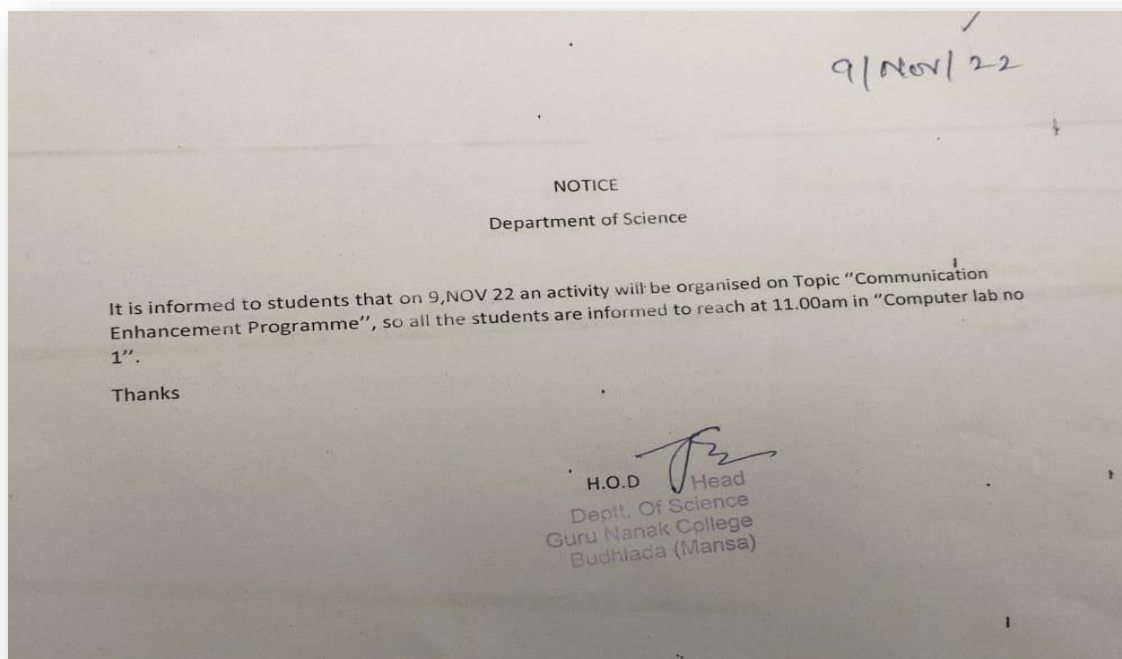 9/Nov/22
NOTICE
Department of Science
It is informed to students that on 9,NOV 22 an activity will be organised on Topic "Communication
Enhancement Programme", so all the students are informed to reach at 11.00am in "Computer lab no
1".
Thanks
H.O.D Head
Deptt. Of Science
Guru Nanak College
Budhlada (Mansa)